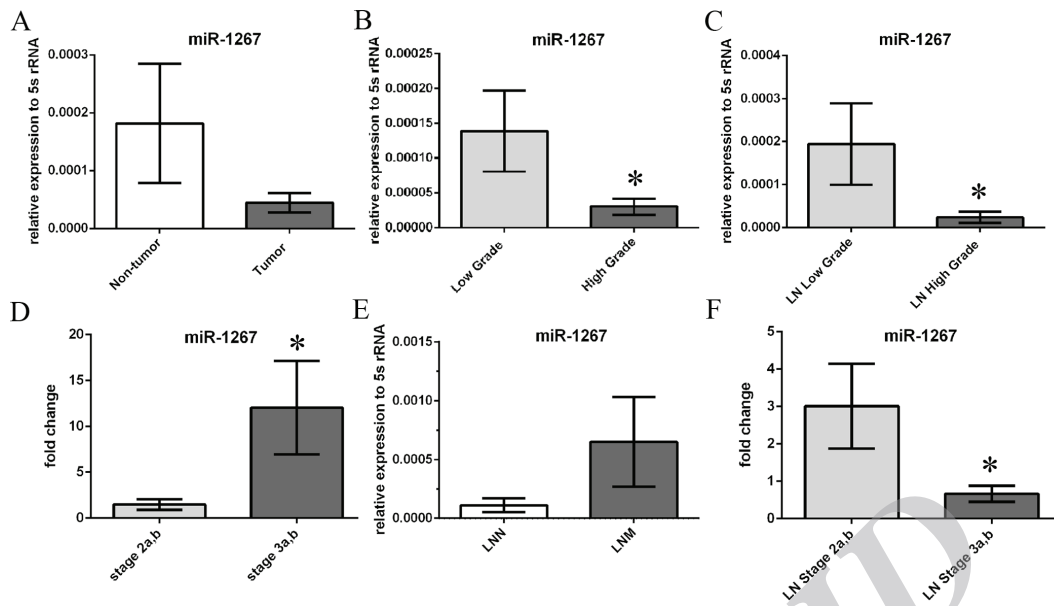 A
miR-1267
relative expression to 5s rRNA
0.0003
0.0002
0.0001
0.0000
Non-tumor
Tumor
B
miR-1267
relative expression to 5s rRNA
0.00025
0.00020
0.00015
0.00010
0.00005
0.00000
*
Low Grade
High Grade
C
miR-1267
relative expression to 5s rRNA
0.0004
0.0003
0.0002
0.0001
0.0000
*
LN Low Grade
LN High Grade
D
miR-1267
fold change
20
15
10
5
0
*
stage 2a,b
stage 3a,b
E
miR-1267
relative expression to 5s rRNA
0.0015
0.0010
0.0005
0.0000
LNN
LNM
F
miR-1267
fold change
5
4
3
2
1
0
*
LN Stage 2a,b
LN Stage 3a,b